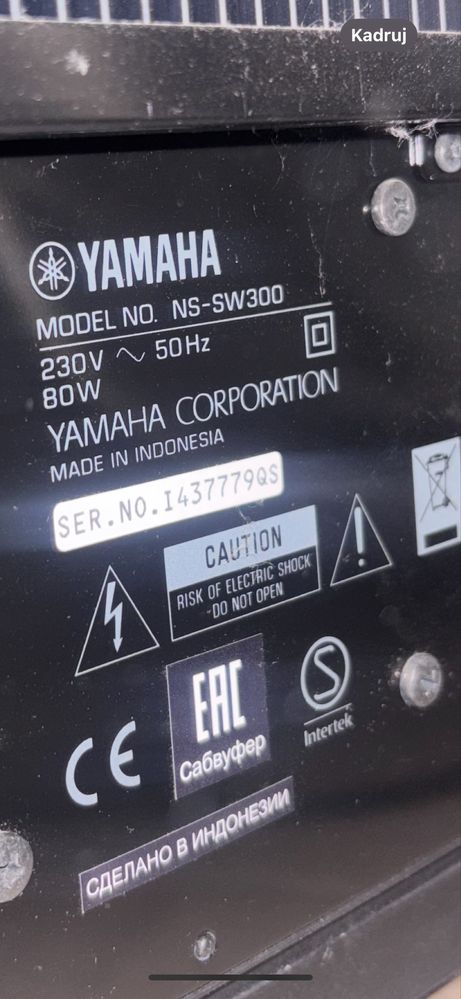 Kadruj
YAMAHA
MODEL NO. NS-SW300
230V ~ 50Hz
80W
YAMAHA CORPORATION
MADE IN INDONESIA
SER.NO.I437779QS
CAUTION
RISK OF ELECTRIC SHOCK
DO NOT OPEN
CE
EAC
Сабвуфер
S
Intertek
СДЕЛАНО В ИНДОНЕЗИИ